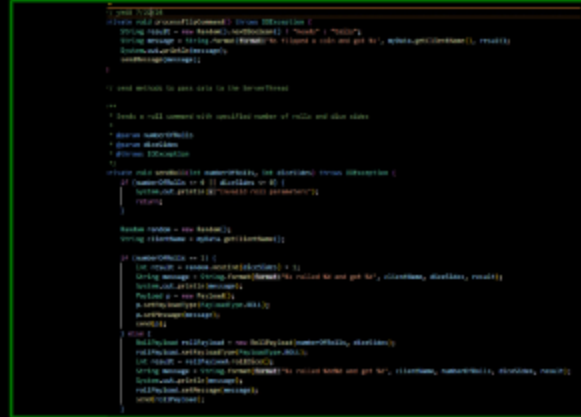 private void processFlipCommand() throws IOException {
String result = new Random().nextBoolean() ? "heads" : "tails";
String message = String.format(format:"%s flipped a coin and got %s", myData.getClientName(), result);
System.out.println(message);
sendMessage(message);
}
// send methods to pass data to the ServerThread
/**
* Sends a roll command with specified number of rolls and dice sides
*
* @param numberOfRolls
* @param diceSides
* @throws IOException
*/
private void sendRoll(int numberOfRolls, int diceSides) throws IOException {
if (numberOfRolls <= 0 || diceSides <= 0) {
System.out.println("Invalid roll parameters");
return;
}
Random random = new Random();
String clientName = myData.getClientName();
if (numberOfRolls == 1) {
int result = random.nextInt(diceSides) + 1;
String message = String.format(format:"%s rolled %d and got %d", clientName, diceSides, result);
System.out.println(message);
Payload p = new Payload();
p.setPayloadType(PayloadType.ROLL);
p.setMessage(message);
send(p);
} else {
RollPayload rollPayload = new RollPayload(numberOfRolls, diceSides);
rollPayload.setPayloadType(PayloadType.ROLL);
int result = rollPayload.rollDice();
String message = String.format(format:"%s rolled %dd%d and got %d", clientName, numberOfRolls, diceSides, result);
System.out.println(message);
rollPayload.setMessage(message);
send(rollPayload);
}